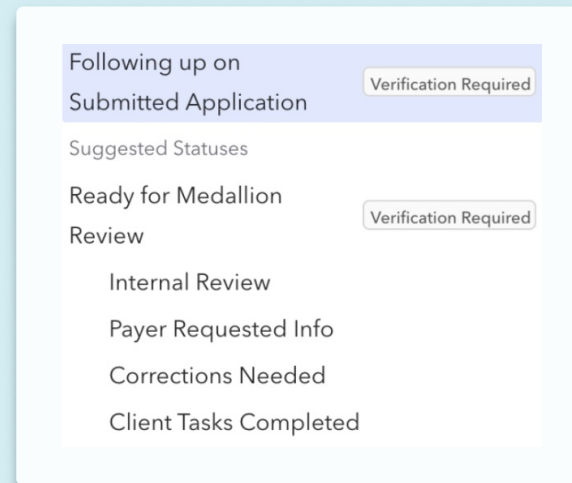 Following up on
Submitted Application
Verification Required
Suggested Statuses
Ready for Medallion
Review
Verification Required
Internal Review
Payer Requested Info
Corrections Needed
Client Tasks Completed